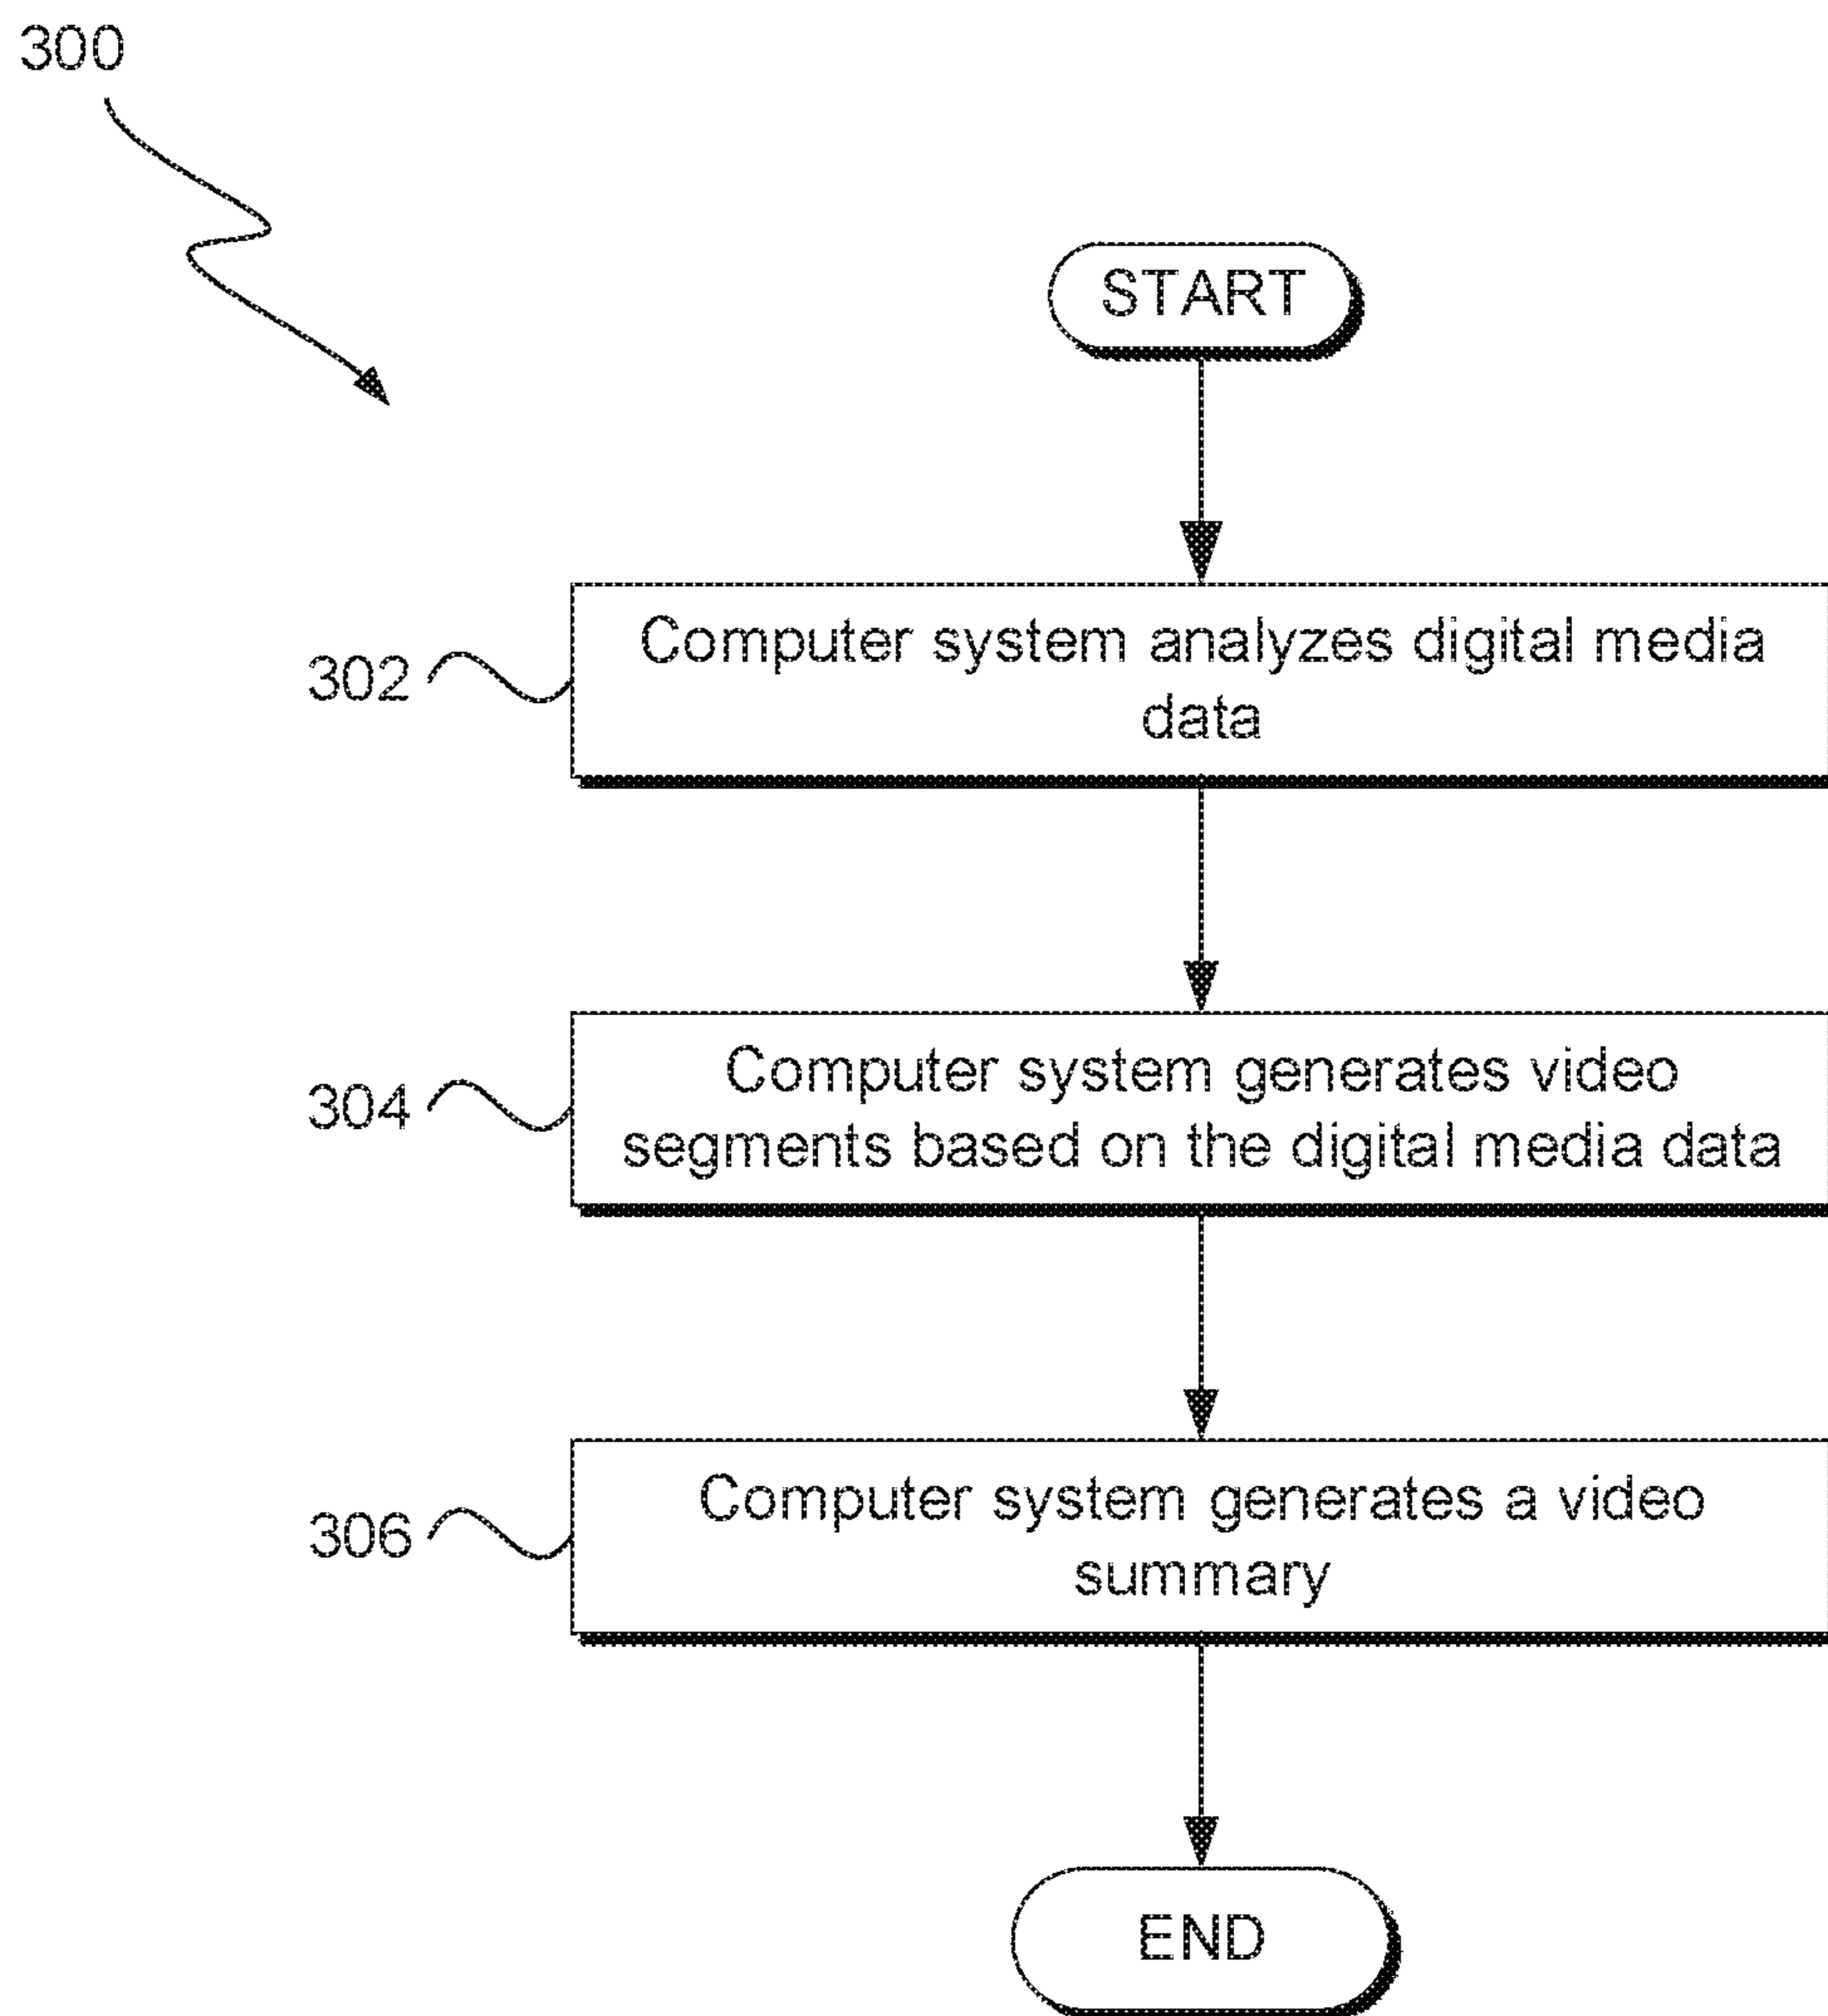 300
START
302
Computer system analyzes digital media
data
304
Computer system generates video
segments based on the digital media data
306
Computer system generates a video
summary
END